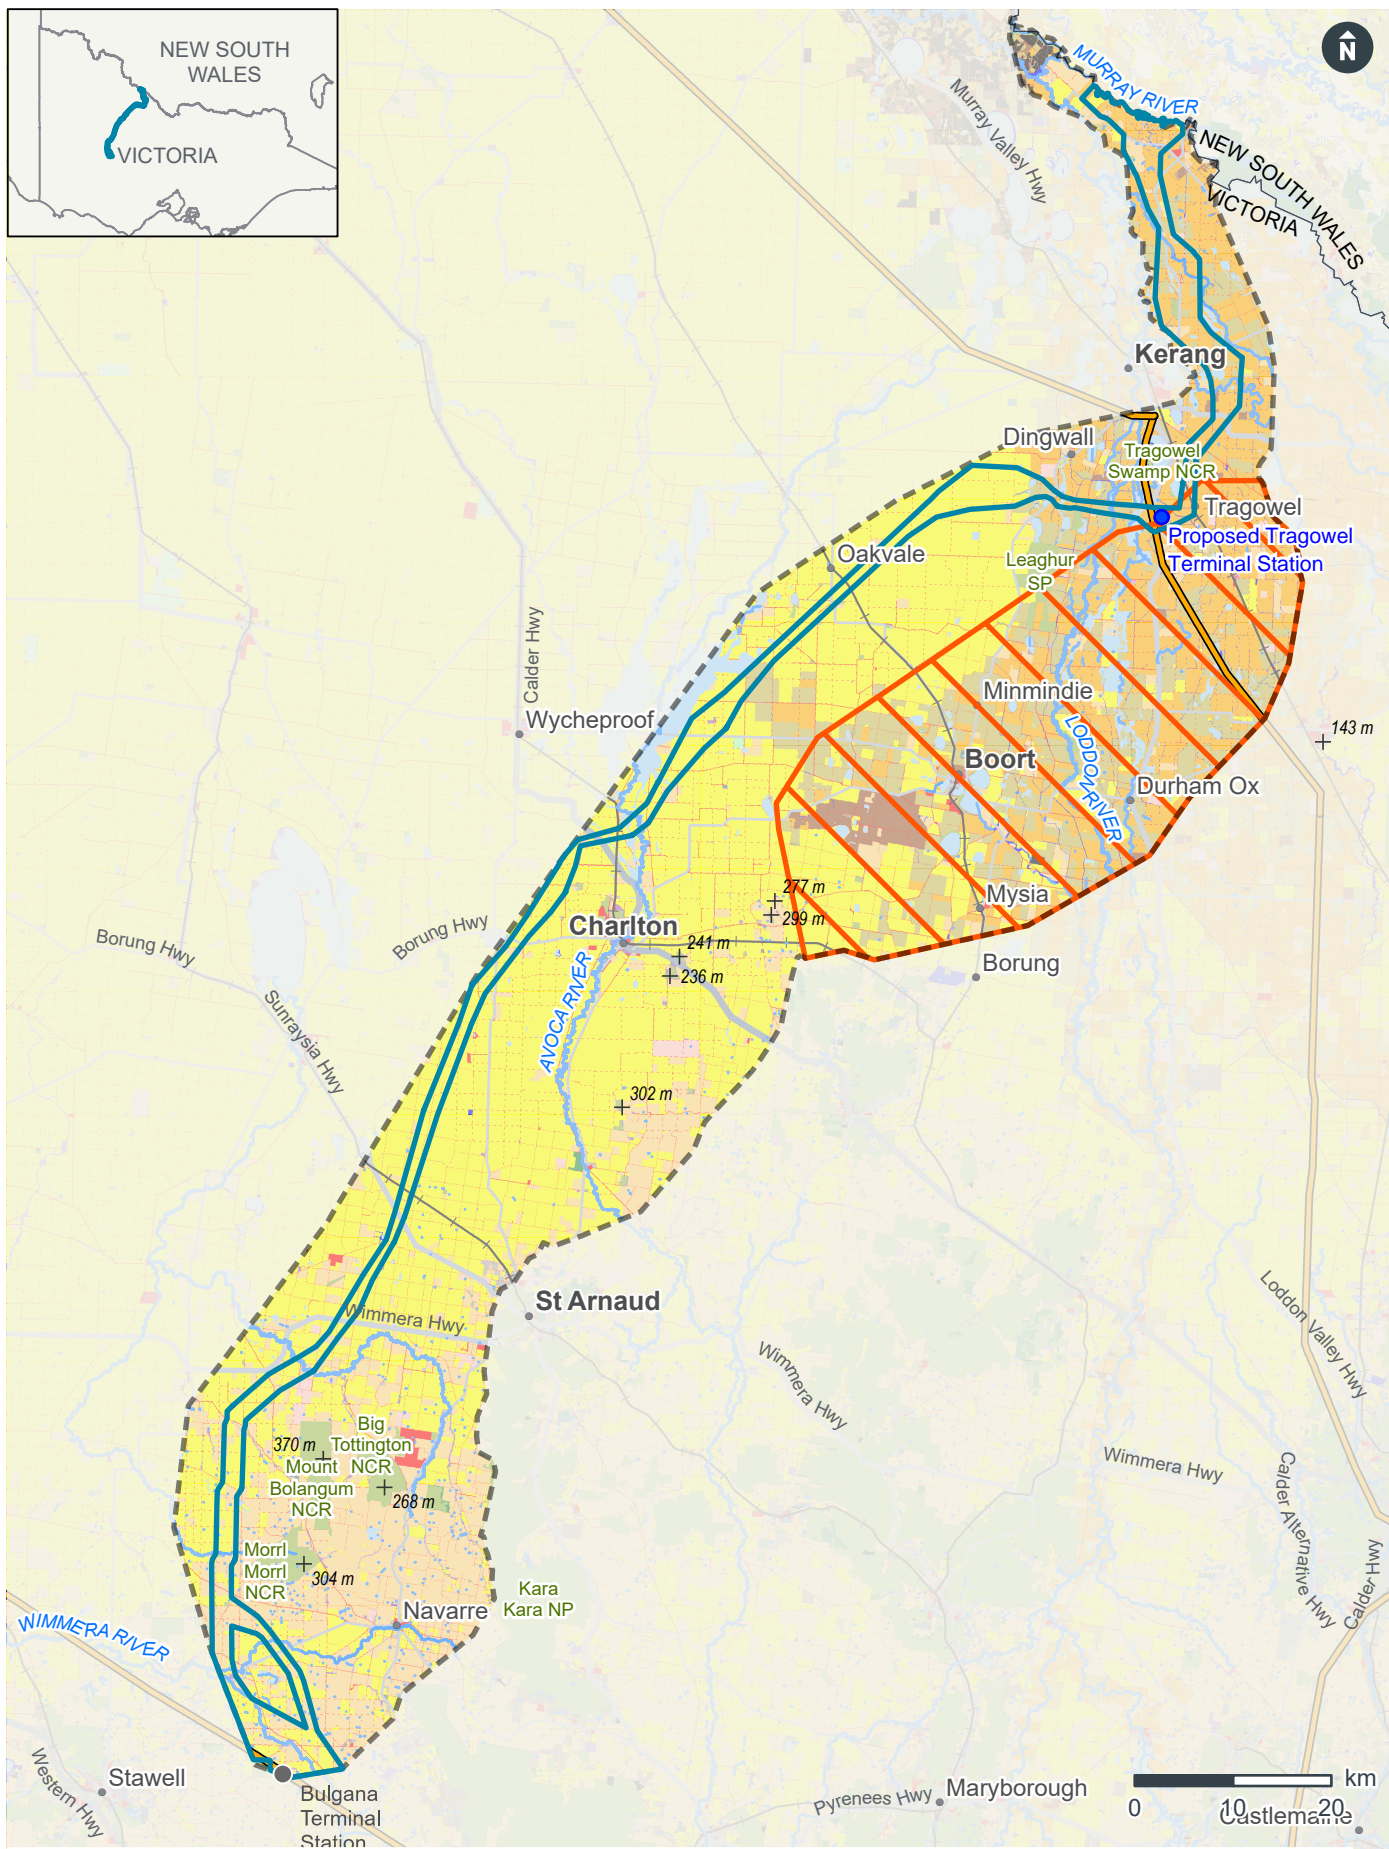 NEW SOUTH
WALES
VICTORIA
N
MURRAY RIVER
Murray Valley Hwy
NEW SOUTH WALES
VICTORIA
Kerang
Dingwall
Tragowel
Swamp NCR
Tragowel
Proposed Tragowel
Terminal Station
Oakvale
Leaghur
SP
Calder Hwy
Minmindie
Wycheproof
LODDON RIVER
143 m
Boort
Durham Ox
277 m
Mysia
299 m
Borung Hwy
Borung Hwy
Charlton
241 m
236 m
Borung
AVOCA RIVER
Sunraysia Hwy
302 m
St Arnaud
Wimmera Hwy
Loddon Valley Hwy
Wimmera Hwy
Big
Tottington
NCR
370 m
Mount
Bolangum
NCR
268 m
Wimmera Hwy
Calder Alternative Hwy
Calder Hwy
Morrl
Morrl
NCR
304 m
Kara
Kara NP
Navarre
WIMMERA RIVER
Western Hwy
Stawell
Bulgana
Terminal
Station
Pyrenees Hwy
Maryborough
km
0 10 20
Castlemaine